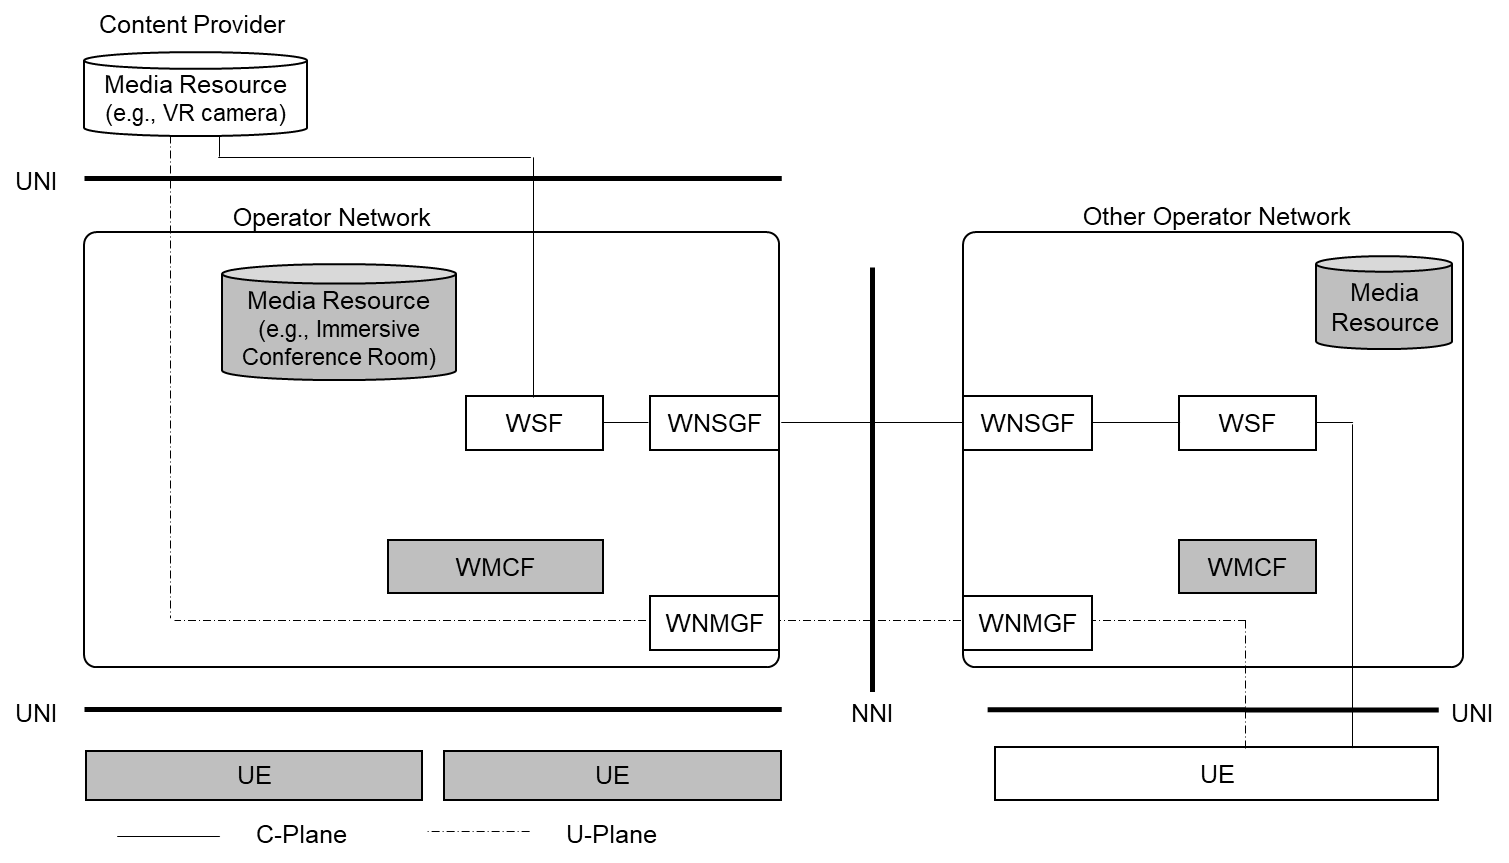 Content Provider
Media Resource
(e.g., VR camera)
UNI
Operator Network
Other Operator Network
Media Resource
(e.g., Immersive
Conference Room)
Media
Resource
WSF
WNSGF
WNSGF
WSF
WMCF
WMCF
WNMGF
WNMGF
UNI
NNI
UNI
UE
UE
UE
C-Plane
U-Plane